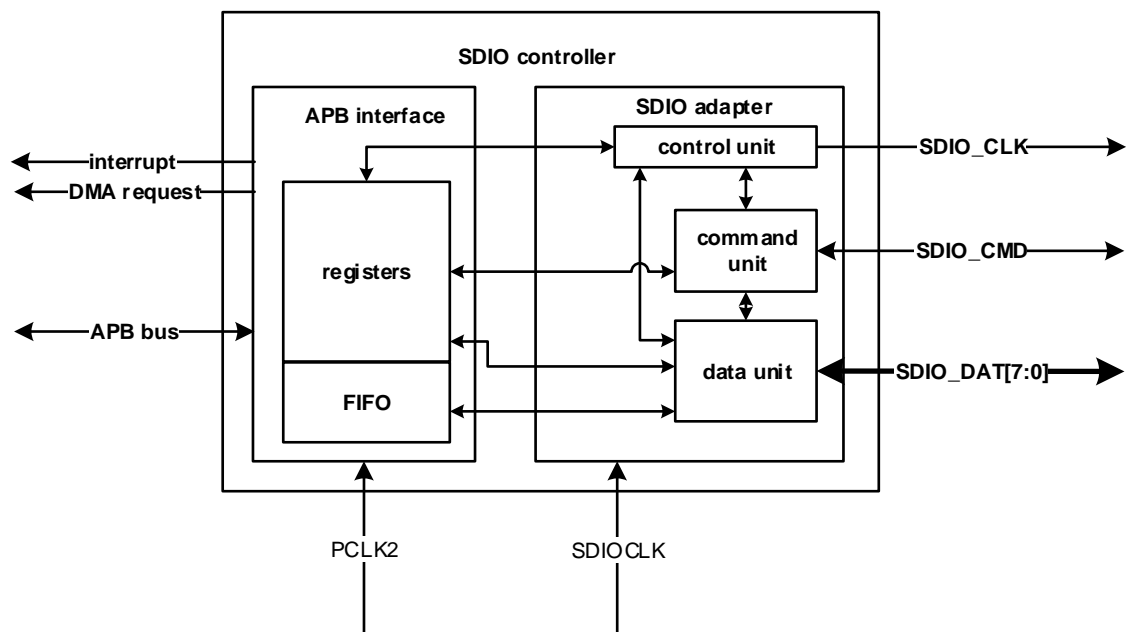 SDIO controller
APB interface
SDIO adapter
control unit
interrupt
SDIO_CLK
DMA request
command
unit
SDIO_CMD
registers
APB bus
data unit
SDIO_DAT[7:0]
FIFO
PCLK2
SDIOCLK